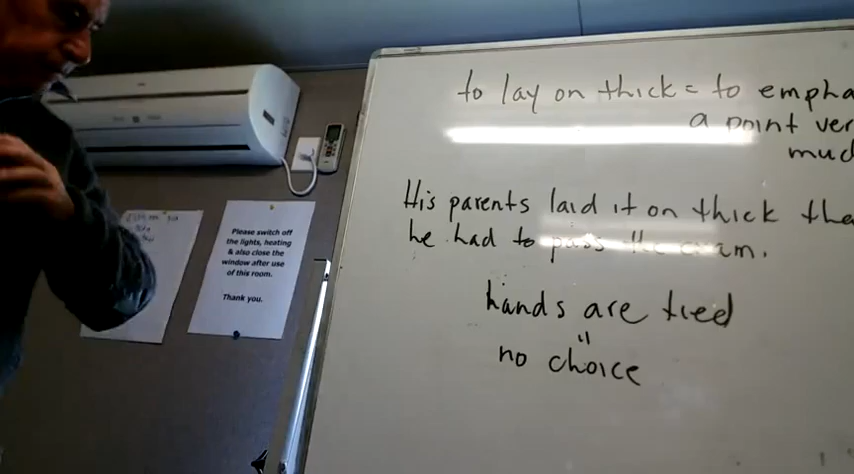 to lay on thick = to empha
a point ver
muc
His parents laid it on thick tha
he had to pass the exam.
hands are tied
"
no choice
Please switch off
the lights, heating
& also close the
window after use
of this room.
Thank you.